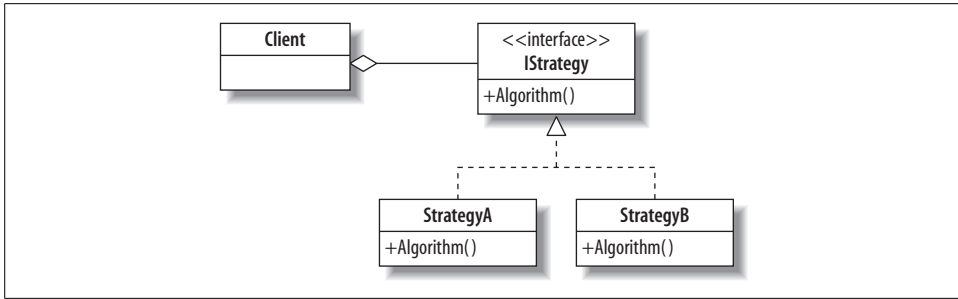 Client
<<interface>>
IStrategy
+Algorithm()
StrategyA
+Algorithm()
StrategyB
+Algorithm()